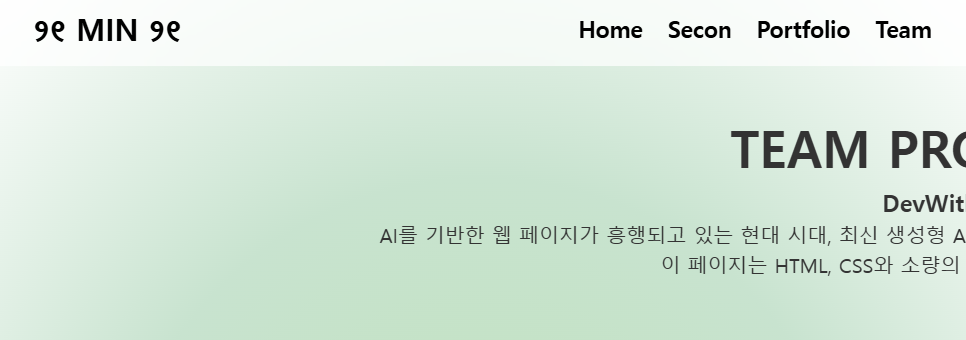 ୨୧ MIN ୨୧
Home Secon Portfolio Team
TEAM
DevWith
AI를 기반한 웹 페이지가 흥행되고 있는 현대 시대, 최신 생성형
이 페이지는 HTML, CSS와 소량의